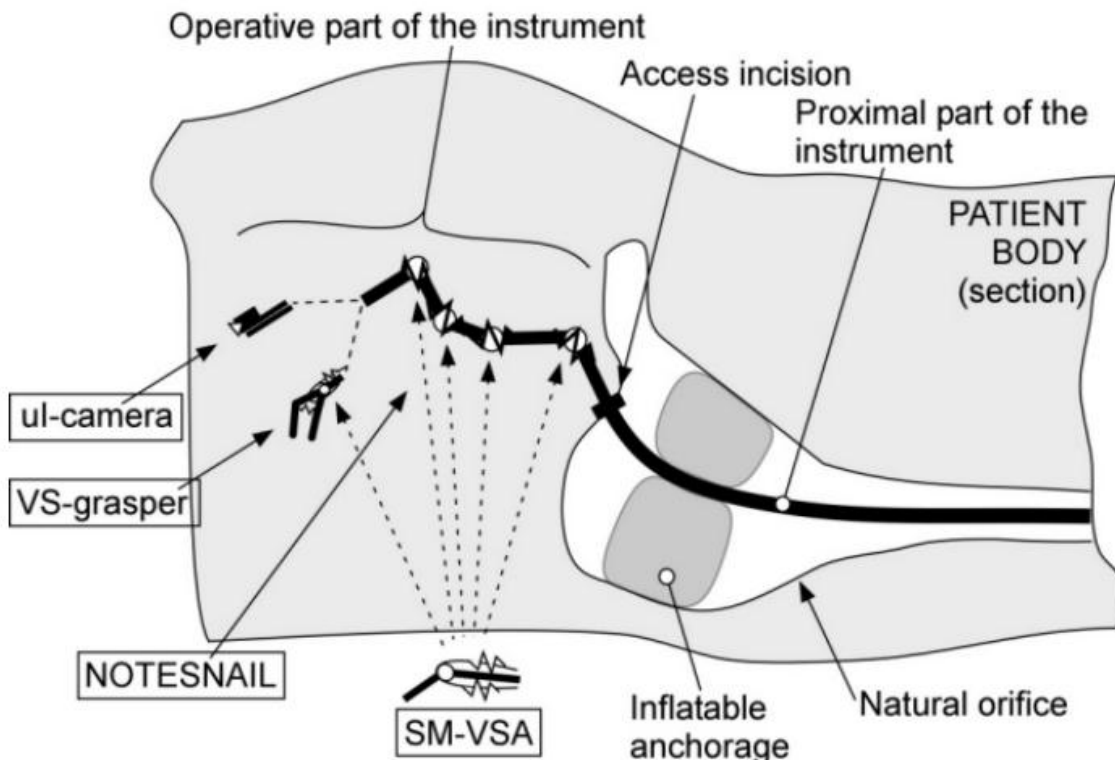 Operative part of the instrument
Access incision
Proximal part of the
instrument
PATIENT
BODY
(section)
ul-camera
VS-grasper
NOTESNAIL
SM-VSA
Inflatable
anchorage
Natural orifice